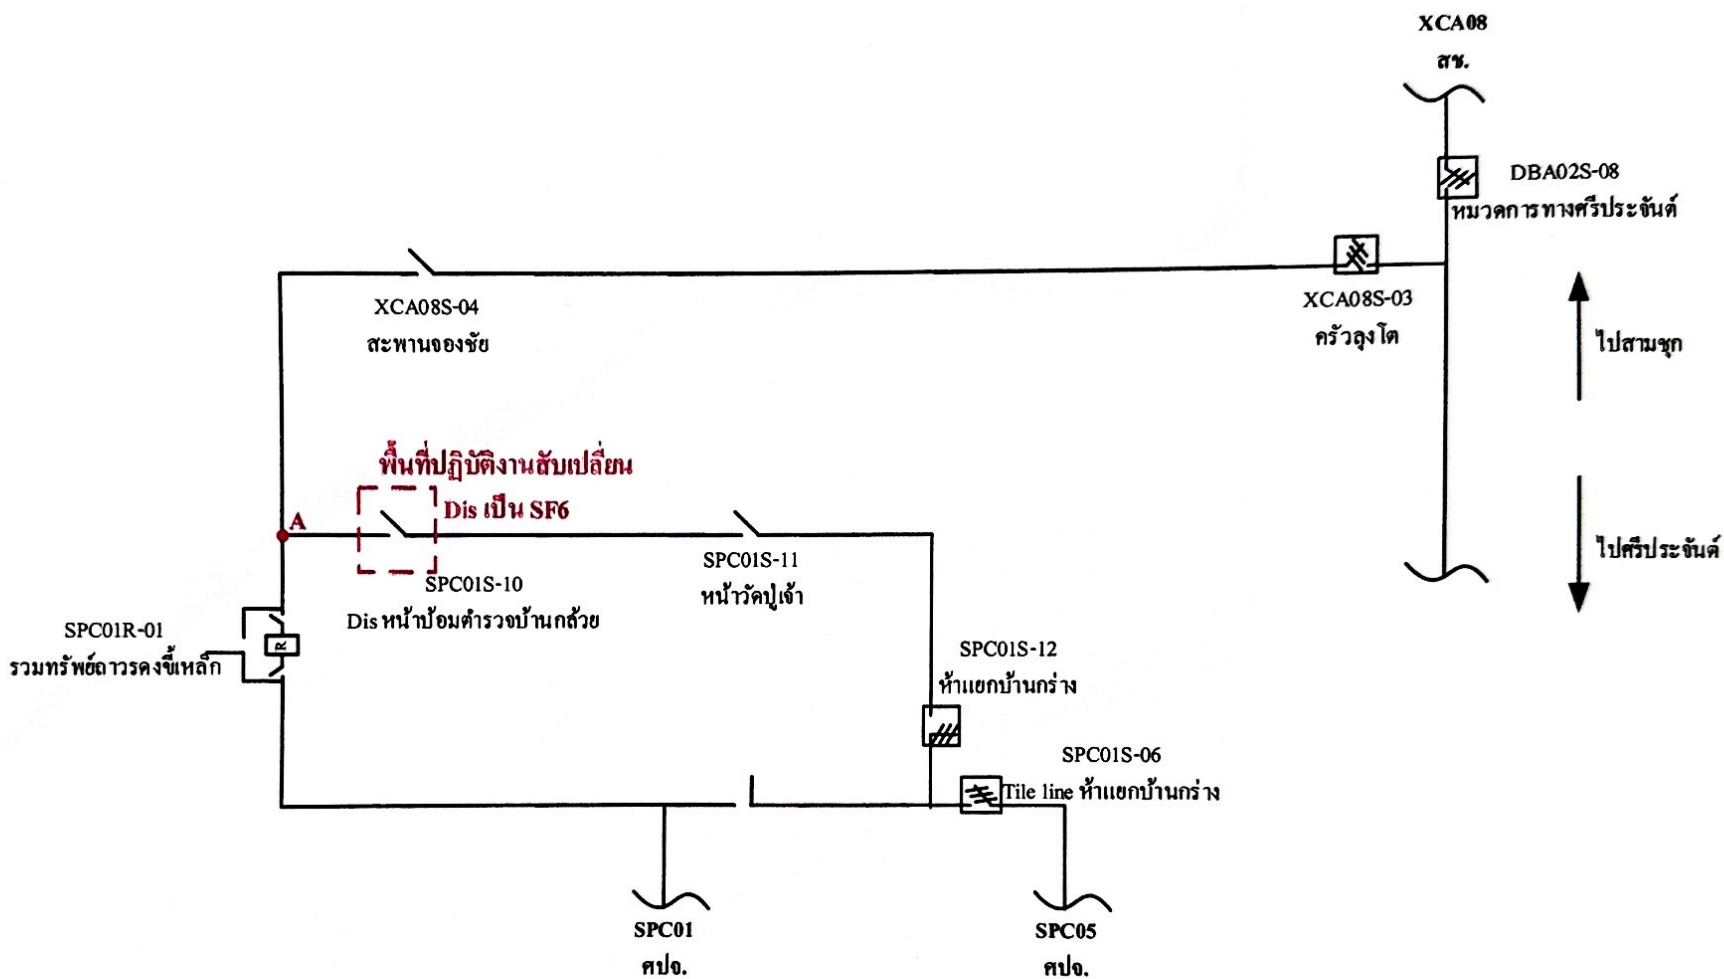 XCA08
สช.
DBA02S-08
หมวดการทางศรีประจันต์
XCA08S-04
สะพานจองชัย
XCA08S-03
ครัวลุงโต
ไปสามชุก
พื้นที่ปฏิบัติงานสับเปลี่ยน
Dis เป็น SF6
A
SPC01S-10
Dis หน้าป้อมตำรวจบ้านกล้วย
SPC01S-11
หน้าวัดปู่เจ้า
ไปศรีประจันต์
SPC01R-01
รวมทรัพย์ถาวรดงขี้เหล็ก
R
SPC01S-12
ห้าแยกบ้านกร่าง
SPC01S-06
Tile line ห้าแยกบ้านกร่าง
SPC01
ศปจ.
SPC05
ศปจ.